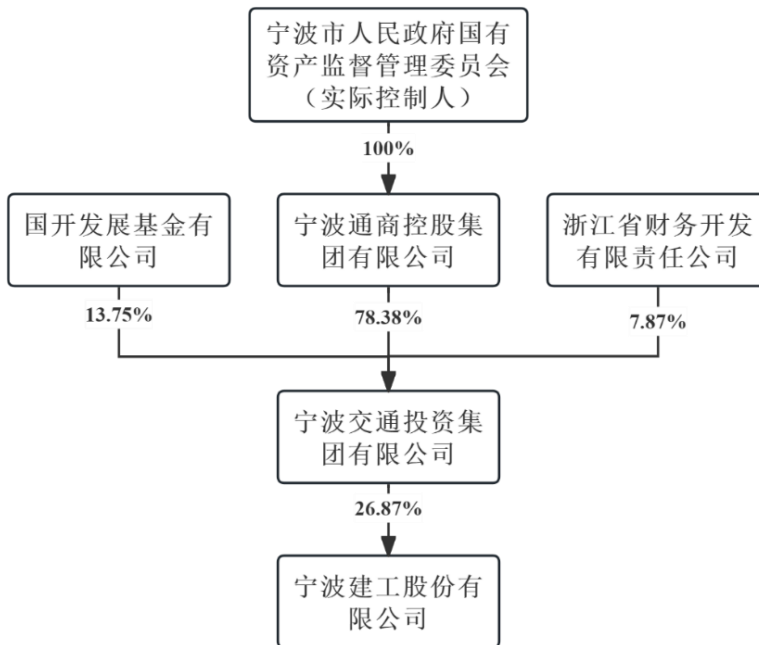 宁波市人民政府国有
资产监督管理委员会
（实际控制人）
100%
国开发展基金有
限公司
宁波通商控股集
团有限公司
浙江省财务开发
有限责任公司
13.75%
78.38%
7.87%
宁波交通投资集
团有限公司
26.87%
宁波建工股份有
限公司